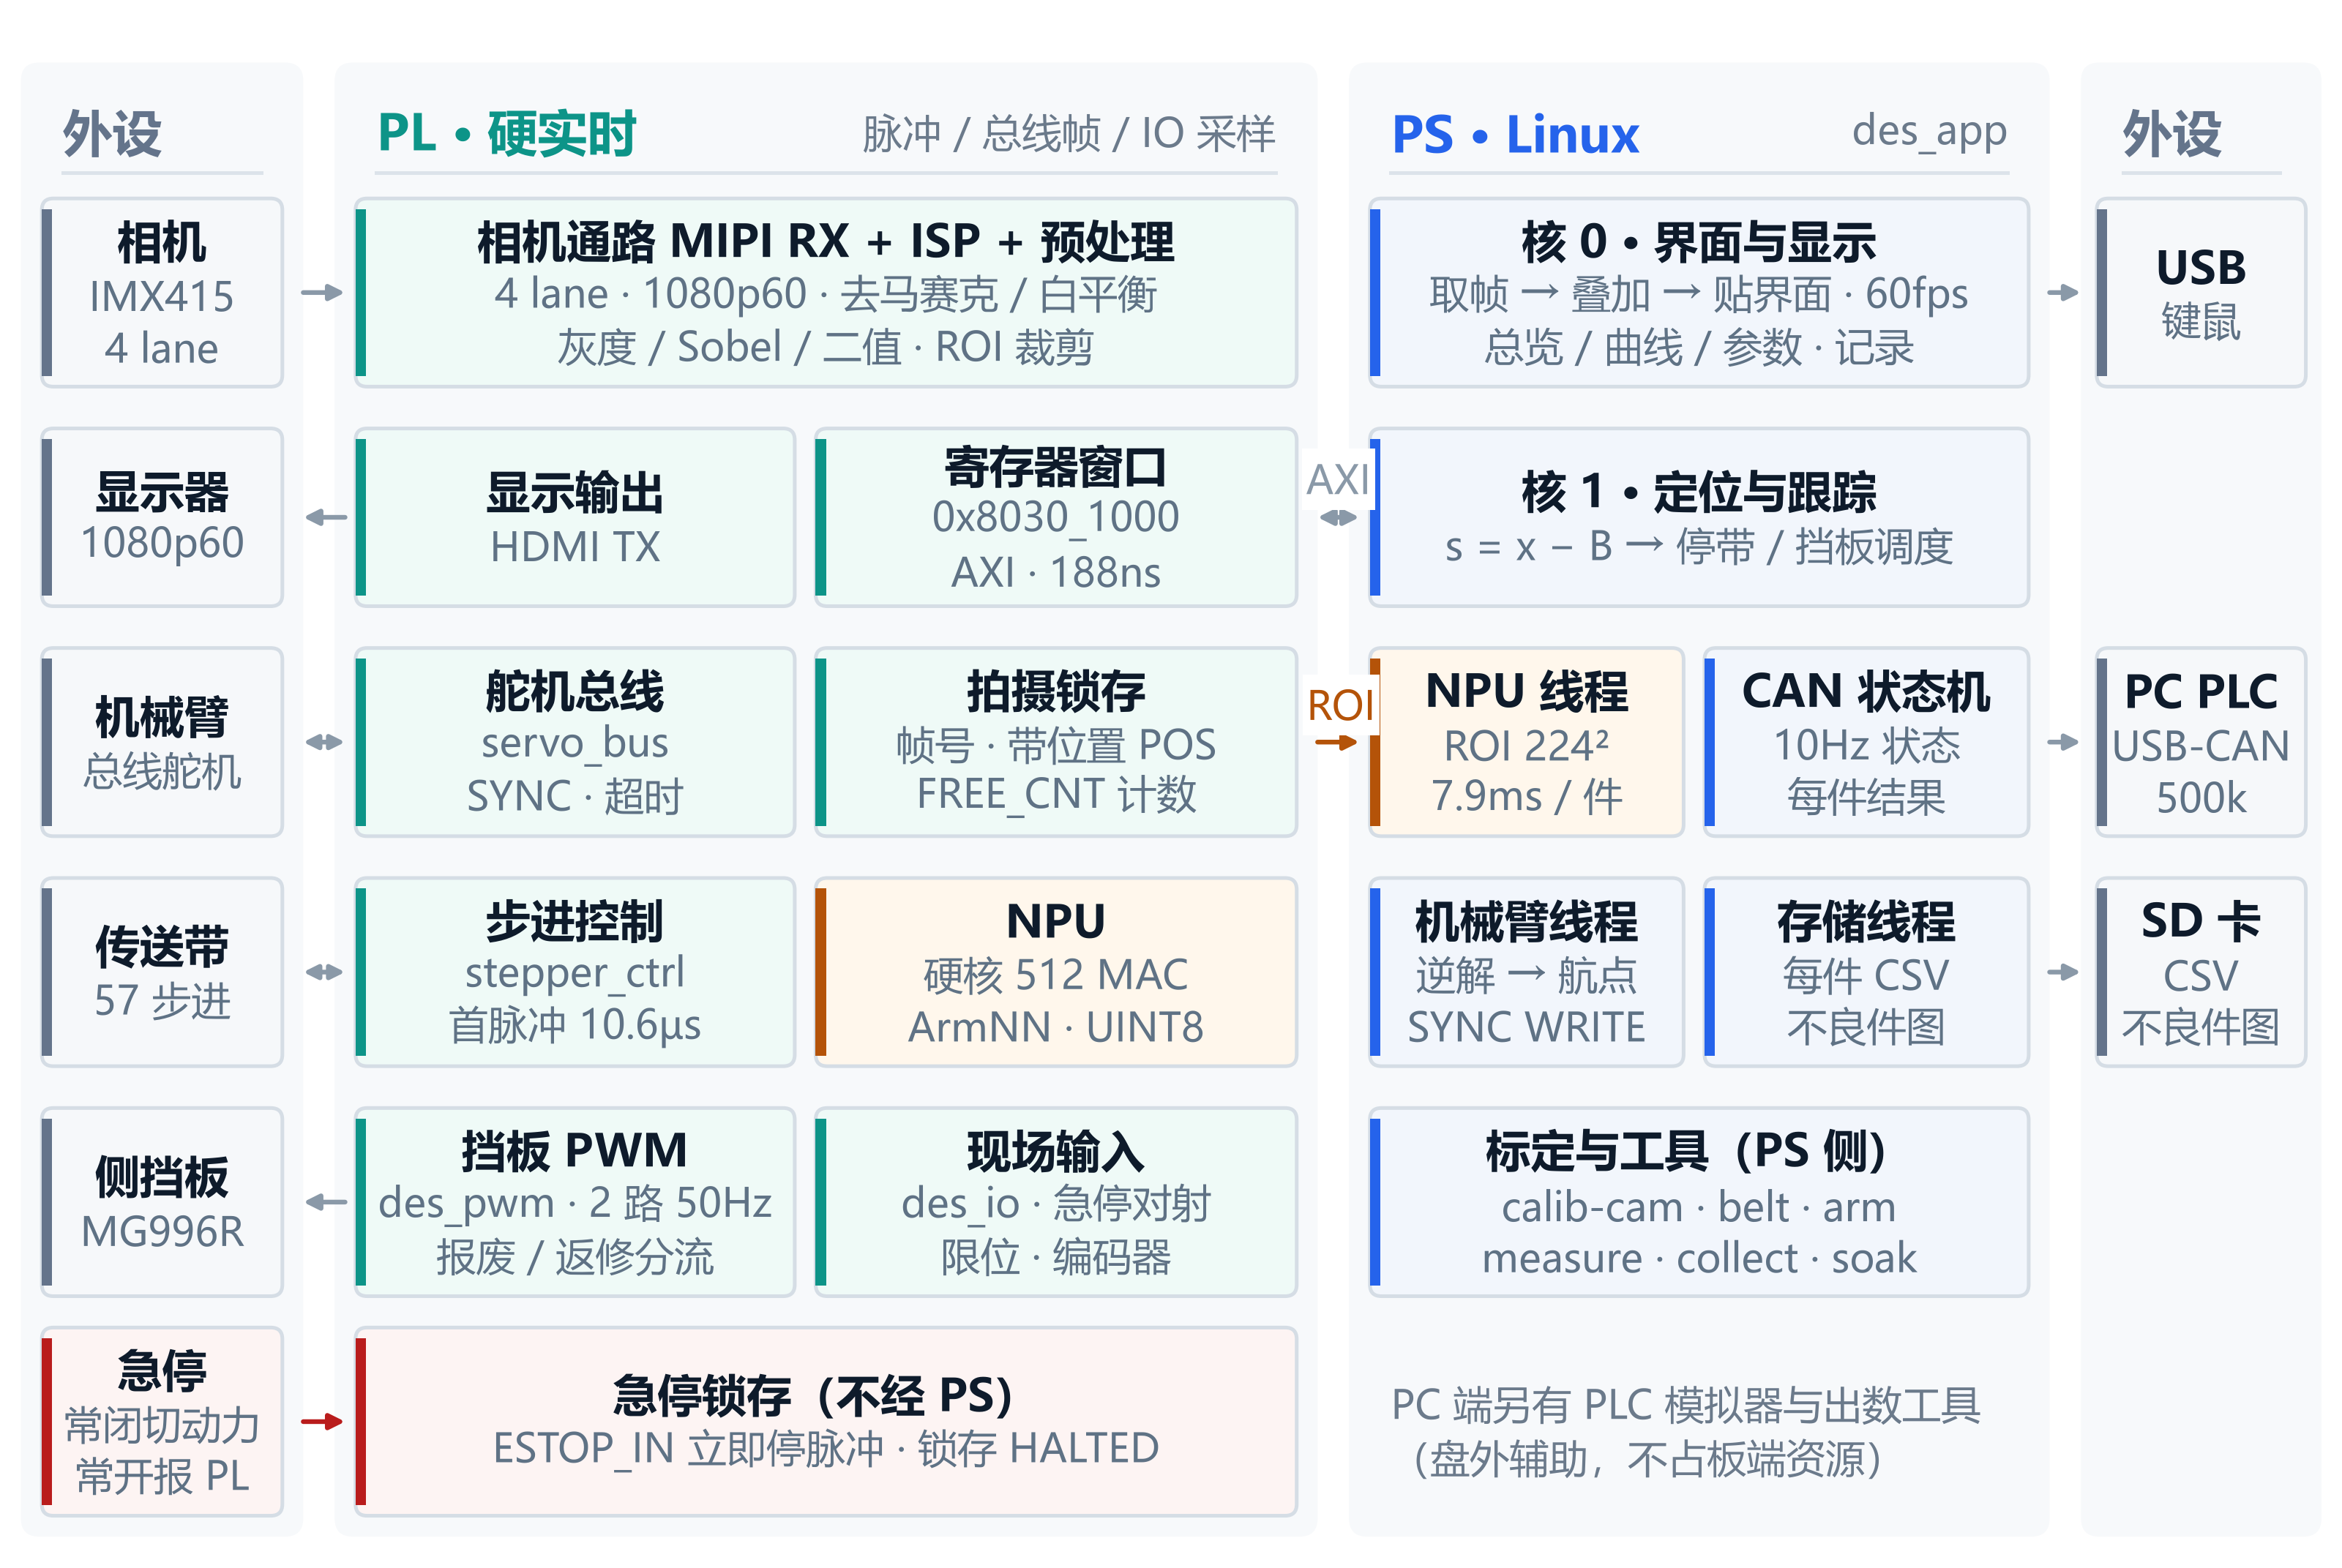 外设
相机
IMX415
4 lane
显示器
1080p60
机械臂
总线舵机
传送带
57 步进
侧挡板
MG996R
急停
常闭切动力
常开报 PL
PL · 硬实时
脉冲 / 总线帧 / IO 采样
相机通路 MIPI RX + ISP + 预处理
4 lane · 1080p60 · 去马赛克 / 白平衡
灰度 / Sobel / 二值 · ROI 裁剪
显示输出
HDMI TX
寄存器窗口
0x8030_1000
AXI · 188ns
舵机总线
servo_bus
SYNC · 超时
拍摄锁存
帧号 · 带位置 POS
FREE_CNT 计数
步进控制
stepper_ctrl
首脉冲 10.6µs
NPU
硬核 512 MAC
ArmNN · UINT8
挡板 PWM
des_pwm · 2 路 50Hz
报废 / 返修分流
现场输入
des_io · 急停对射
限位 · 编码器
急停锁存（不经 PS）
ESTOP_IN 立即停脉冲 · 锁存 HALTED
AXI
ROI
PS · Linux
des_app
核 0 · 界面与显示
取帧 → 叠加 → 贴界面 · 60fps
总览 / 曲线 / 参数 · 记录
核 1 · 定位与跟踪
s = x − B → 停带 / 挡板调度
NPU 线程
ROI 224²
7.9ms / 件
CAN 状态机
10Hz 状态
每件结果
机械臂线程
逆解 → 航点
SYNC WRITE
存储线程
每件 CSV
不良件图
标定与工具（PS 侧）
calib-cam · belt · arm
measure · collect · soak
PC 端另有 PLC 模拟器与出数工具
（盘外辅助，不占板端资源）
外设
USB
键鼠
PC PLC
USB-CAN
500k
SD 卡
CSV
不良件图